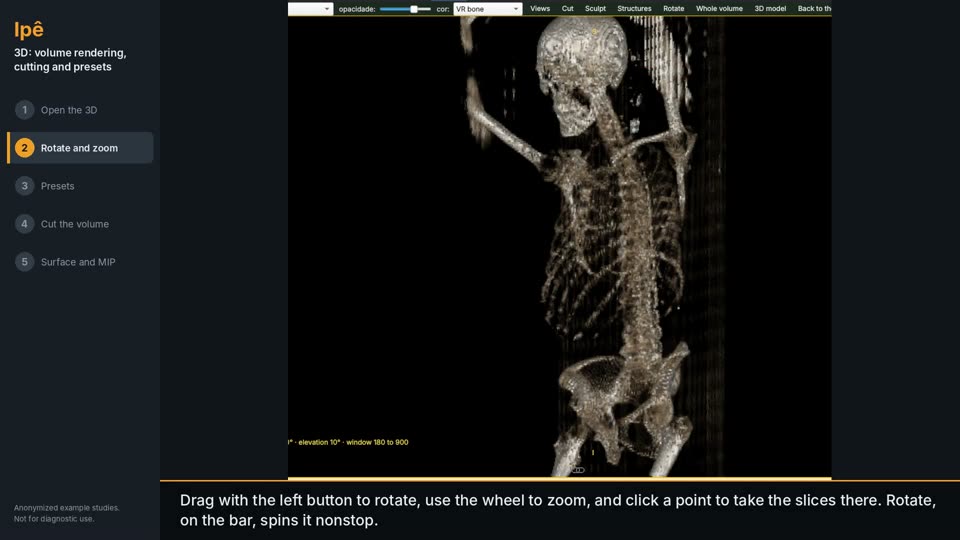 Ipê
3D: volume rendering,
cutting and presets
1 Open the 3D
2 Rotate and zoom
3 Presets
4 Cut the volume
5 Surface and MIP
Anonymized example studies.
Not for diagnostic use.
opacidade: cor: VR bone Views Cut Sculpt Structures Rotate Whole volume 3D model Back to th
· elevation 10° · window 180 to 900
Drag with the left button to rotate, use the wheel to zoom, and click a point to take the slices there. Rotate,
on the bar, spins it nonstop.